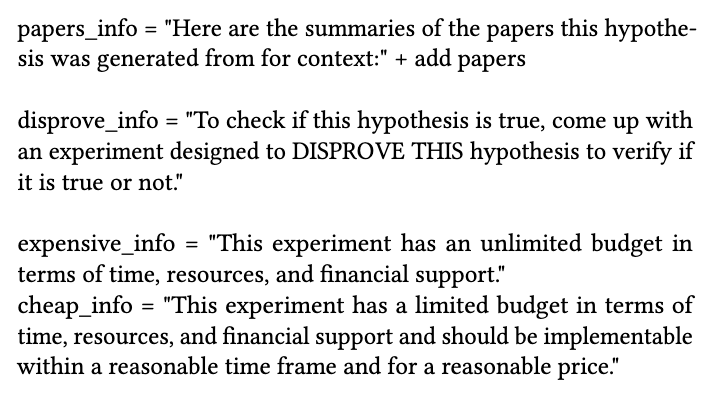 papers_info = "Here are the summaries of the papers this hypothe-
sis was generated from for context:" + add papers
disprove_info = "To check if this hypothesis is true, come up with
an experiment designed to DISPROVE THIS hypothesis to verify if
it is true or not."
expensive_info = "This experiment has an unlimited budget in
terms of time, resources, and financial support."
cheap_info = "This experiment has a limited budget in terms of
time, resources, and financial support and should be implementable
within a reasonable time frame and for a reasonable price."